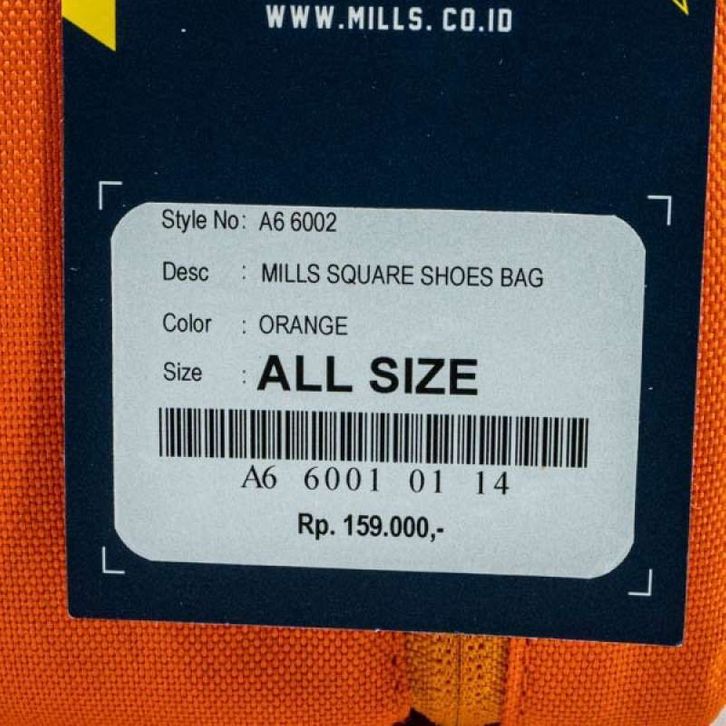 WWW.MILLS.CO.ID
Style No: A6 6002
Desc : MILLS SQUARE SHOES BAG
Color : ORANGE
Size : ALL SIZE
A6 6001 01 14
Rp. 159.000,-